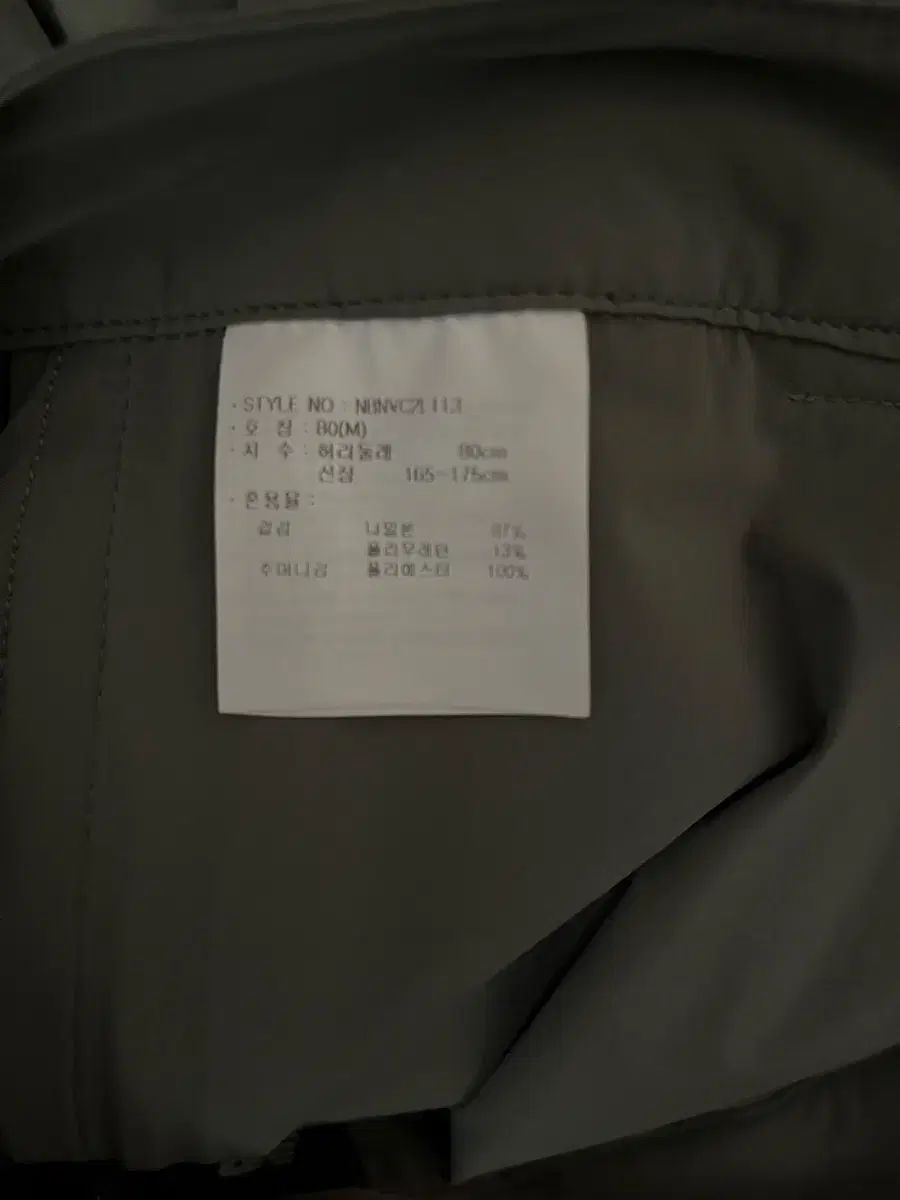 · STYLE NO : NBNVC2L113
· 호 칭 : 80(M)
· 치 수 : 허리둘레 80cm
신장 165-175cm
· 혼용율 :
겉감 나일론 87%
폴리우레탄 13%
주머니감 폴리에스터 100%